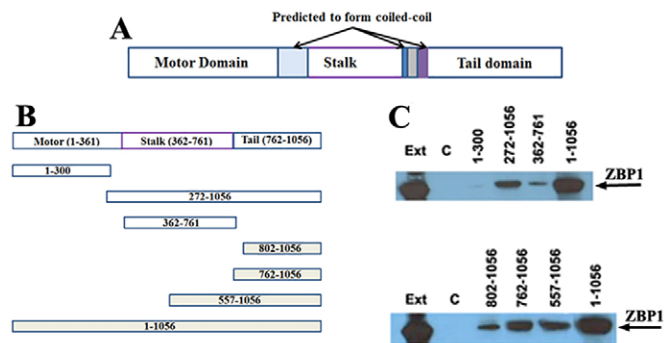 Predicted to form coiled-coil
A
Motor Domain
Stalk
Tail domain
B
Motor (1-361)
Stalk (362-761)
Tail (762-1056)
1-300
272-1056
362-761
802-1056
762-1056
557-1056
1-1056
C
Ext
C
1-300
272-1056
362-761
1-1056
ZBP1
Ext
C
802-1056
762-1056
557-1056
1-1056
ZBP1